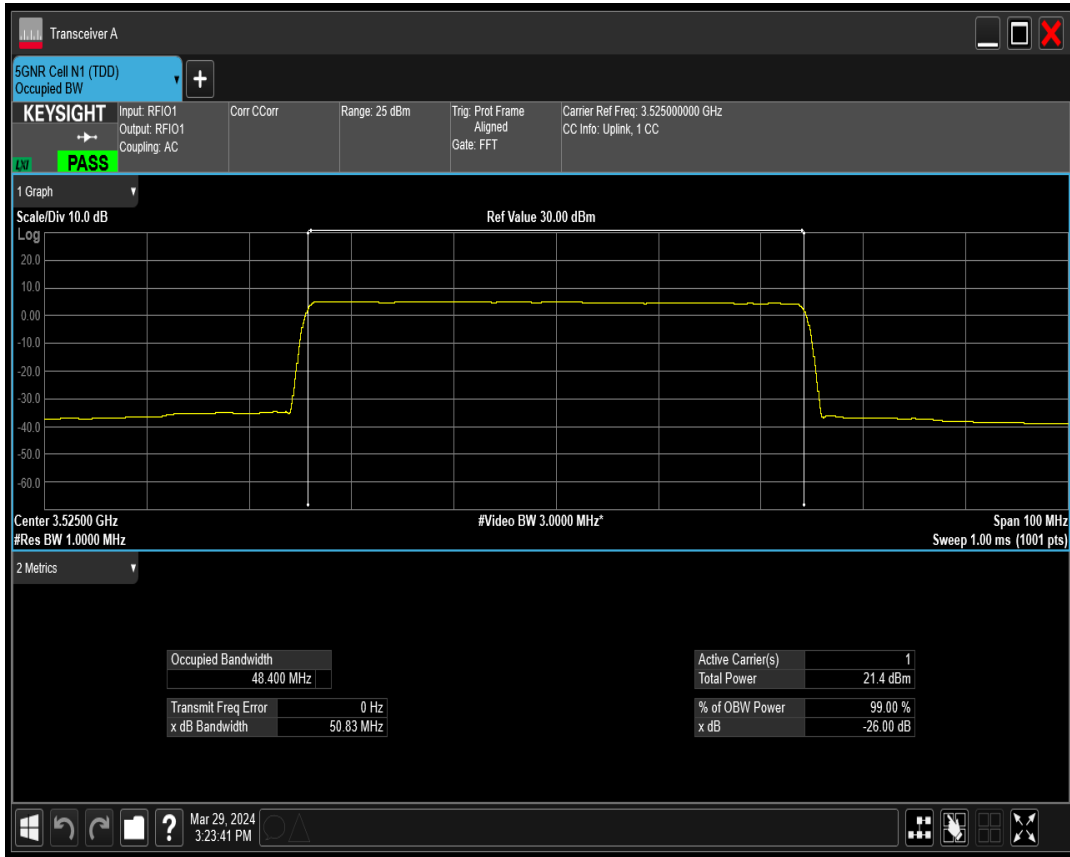 Transceiver A
5GNR Cell N1 (TDD)
Occupied BW
KEYSIGHT
LXI
PASS
Input: RFIO1
Output: RFIO1
Coupling: AC
Corr CCorr
Range: 25 dBm
Trig: Prot Frame
Aligned
Gate: FFT
Carrier Ref Freq: 3.525000000 GHz
CC Info: Uplink, 1 CC
1 Graph
Scale/Div 10.0 dB
Ref Value 30.00 dBm
Log
20.0
10.0
0.00
-10.0
-20.0
-30.0
-40.0
-50.0
-60.0
Center 3.52500 GHz
#Video BW 3.0000 MHz*
Span 100 MHz
#Res BW 1.0000 MHz
Sweep 1.00 ms (1001 pts)
2 Metrics
Occupied Bandwidth
48.400 MHz
Transmit Freq Error 0 Hz
x dB Bandwidth 50.83 MHz
Active Carrier(s) 1
Total Power 21.4 dBm
% of OBW Power 99.00 %
x dB -26.00 dB
?
Mar 29, 2024
3:23:41 PM